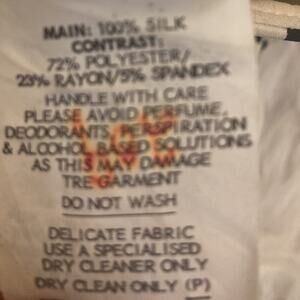 MAIN: 100% SILK
CONTRAST:
72% POLYESTER/
23% RAYON/5% SPANDEX
HANDLE WITH CARE
PLEASE AVOID PERFUME,
DEODORANTS, PERSPIRATION
& ALCOHOL BASED SOLUTIONS
AS THIS MAY DAMAGE
TRE GARMENT
DO NOT WASH
DELICATE FABRIC
USE A SPECIALISED
DRY CLEANER ONLY
DRY CLEAN ONLY (P)